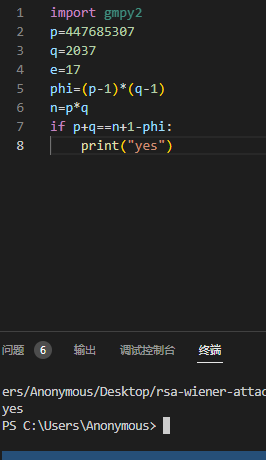 1 import gmpy2
2 p=447685307
3 q=2037
4 e=17
5 phi=(p-1)*(q-1)
6 n=p*q
7 if p+q==n+1-phi:
8     print("yes")
问题 6 输出 调试控制台 终端
ers/Anonymous/Desktop/rsa-wiener-attac
yes
PS C:\Users\Anonymous>